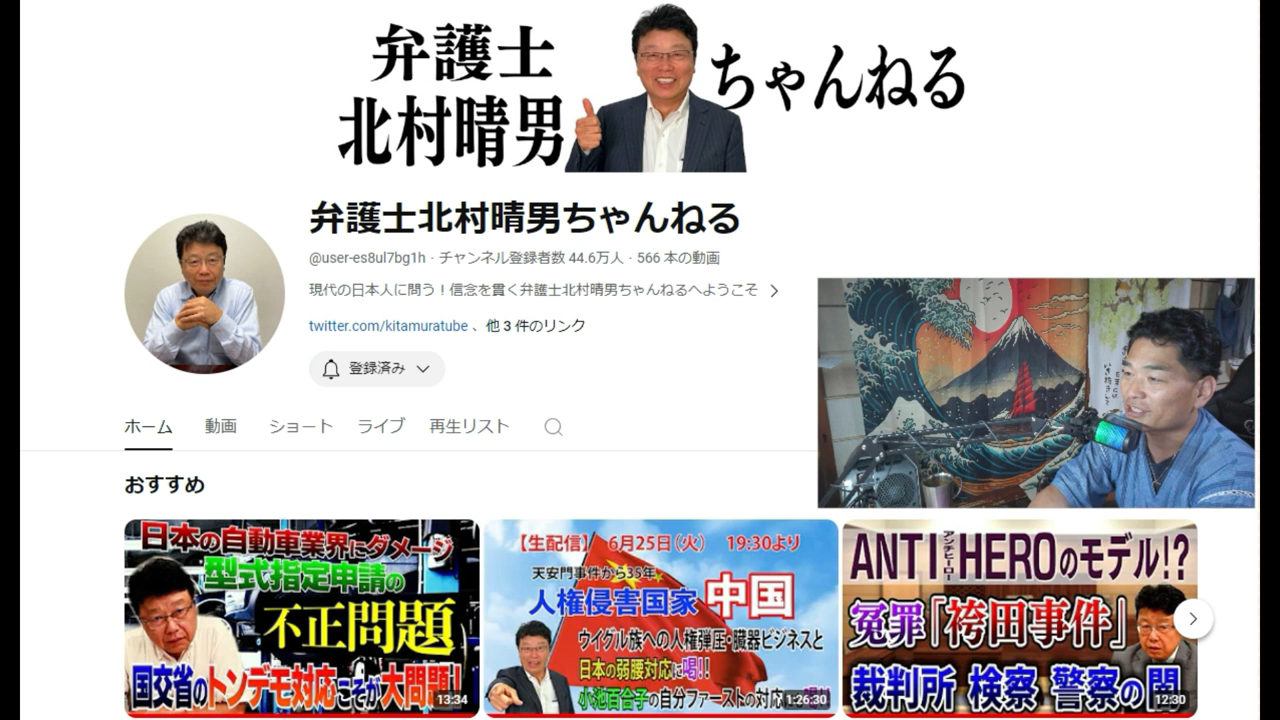 弁護士
北村晴男
ちゃんねる
弁護士北村晴男ちゃんねる
@user-es8ul7bg1h · チャンネル登録者数 44.6万人 · 566 本の動画
現代の日本人に問う！信念を貫く弁護士北村晴男ちゃんねるへようこそ
twitter.com/kitamuratube 、他 3 件のリンク
登録済み
ホーム 動画 ショート ライブ 再生リスト
おすすめ
日本の自動車業界にダメージ
型式指定申請の
不正問題
国交省のトンデモ対応こそが大問題!
13:34
【生配信】 6月25日(火) 19:30より
天安門事件から35年
人権侵害国家 中国
ウイグル族への人権弾圧・臓器ビジネスと
日本の弱腰対応に喝!!
小池百合子の自分ファーストの対応
1:26:30
アンチヒーロー
ANTI HEROのモデル!?
冤罪「袴田事件」
裁判所 検察 警察の闇
12:30